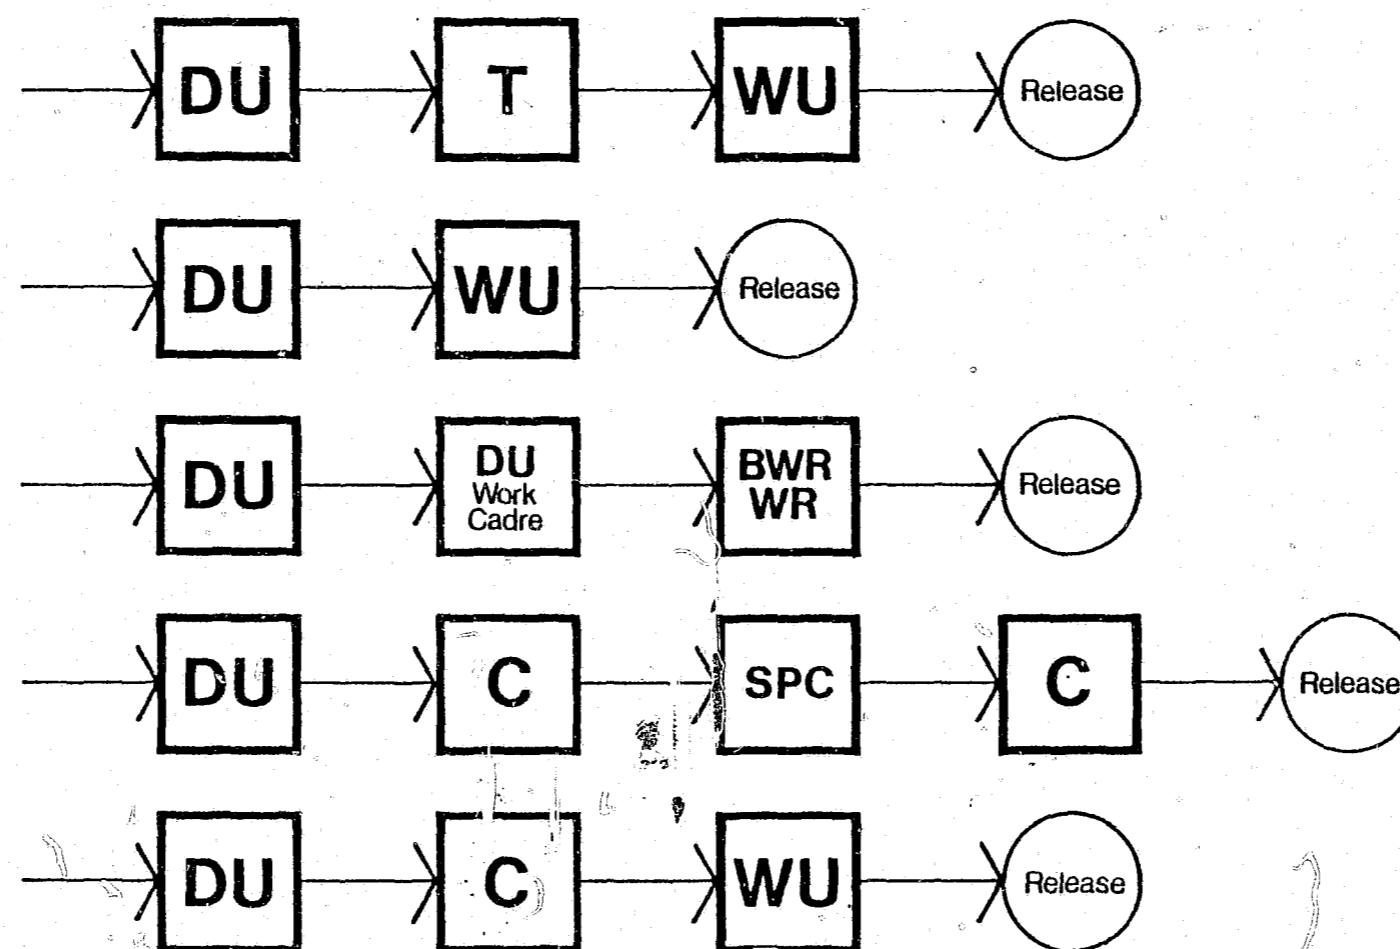 DU T WU Release
DU WU Release
DU DU Work Cadre BWR WR Release
DU C SPC C Release
DU C WU Release